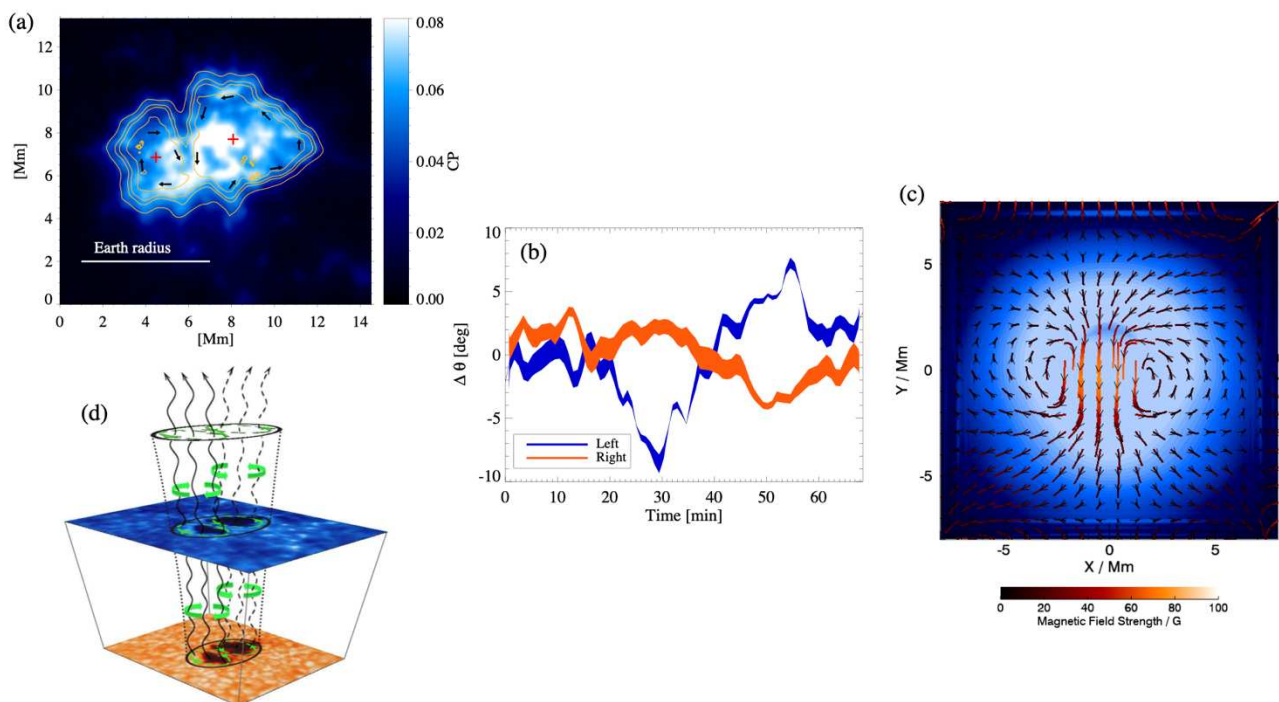 (a)
12
10
8
6
4
2
0
[Mm]
Earth radius
0 2 4 6 8 10 12 14
[Mm]
0.08
0.06
0.04
0.02
0.00
CP
(b)
10
5
0
-5
-10
Δ θ [deg]
Left
Right
0 10 20 30 40 50 60
Time [min]
(c)
5
0
-5
Y / Mm
-5 0 5
X / Mm
0 20 40 60 80 100
Magnetic Field Strength / G
(d)